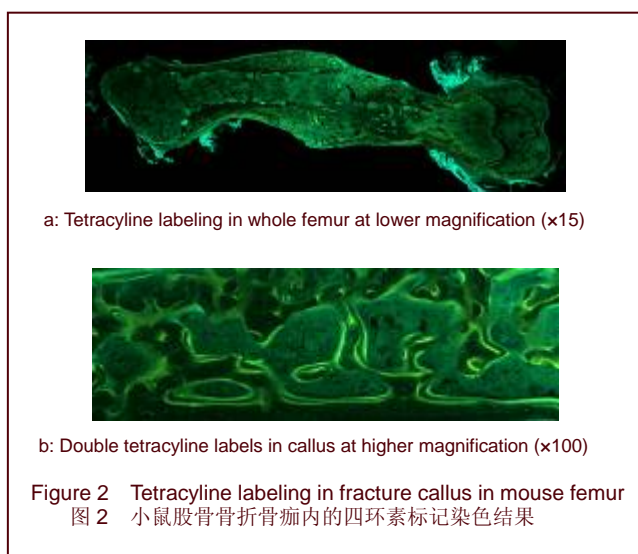 a: Tetracyline labeling in whole femur at lower magnification (×15)
b: Double tetracyline labels in callus at higher magnification (×100)
Figure 2 Tetracyline labeling in fracture callus in mouse femur
图 2 小鼠股骨骨折骨痂内的四环素标记染色结果